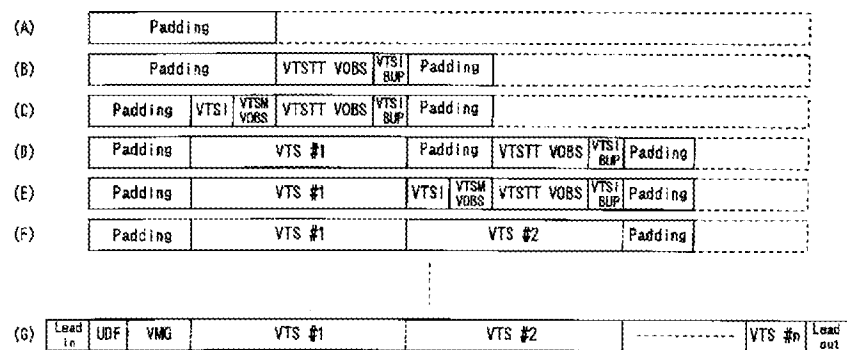 (A) Padding
(B) Padding VTSTT VOBS VTSI BUP Padding
(C) Padding VTSI VTSM VOBS VTSTT VOBS VTSI BUP Padding
(D) Padding VTS #1 Padding VTSTT VOBS VTSI BUP Padding
(E) Padding VTS #1 VTSI VTSM VOBS VTSTT VOBS VTSI BUP Padding
(F) Padding VTS #1 VTS #2 Padding
(G) Lead in UDF VMG VTS #1 VTS #2 VTS #n Lead out